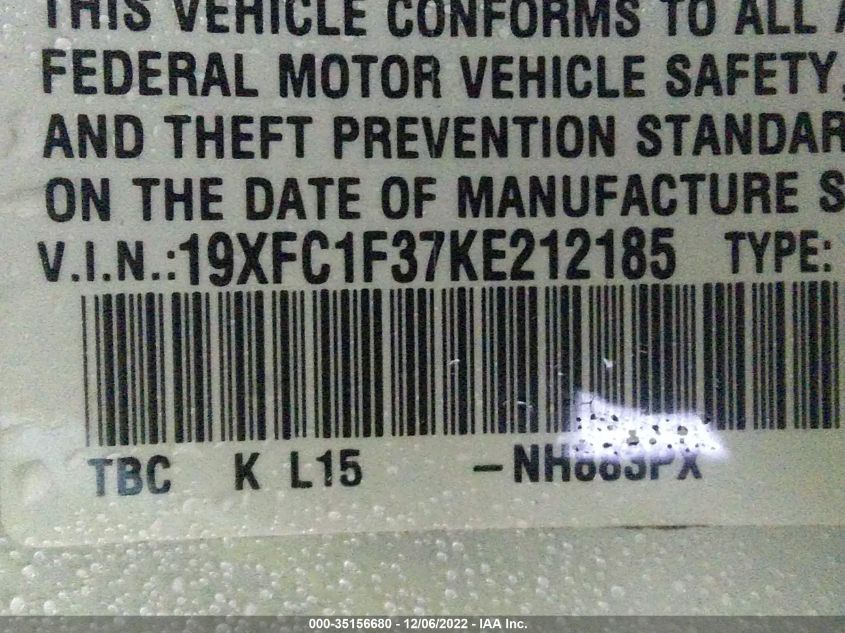 THIS VEHICLE CONFORMS TO ALL
FEDERAL MOTOR VEHICLE SAFETY,
AND THEFT PREVENTION STANDAR
ON THE DATE OF MANUFACTURE S
V.I.N.:19XFC1F37KE212185 TYPE:
TBC K L15 –NH883PX
000-35156680 - 12/06/2022 - IAA Inc.